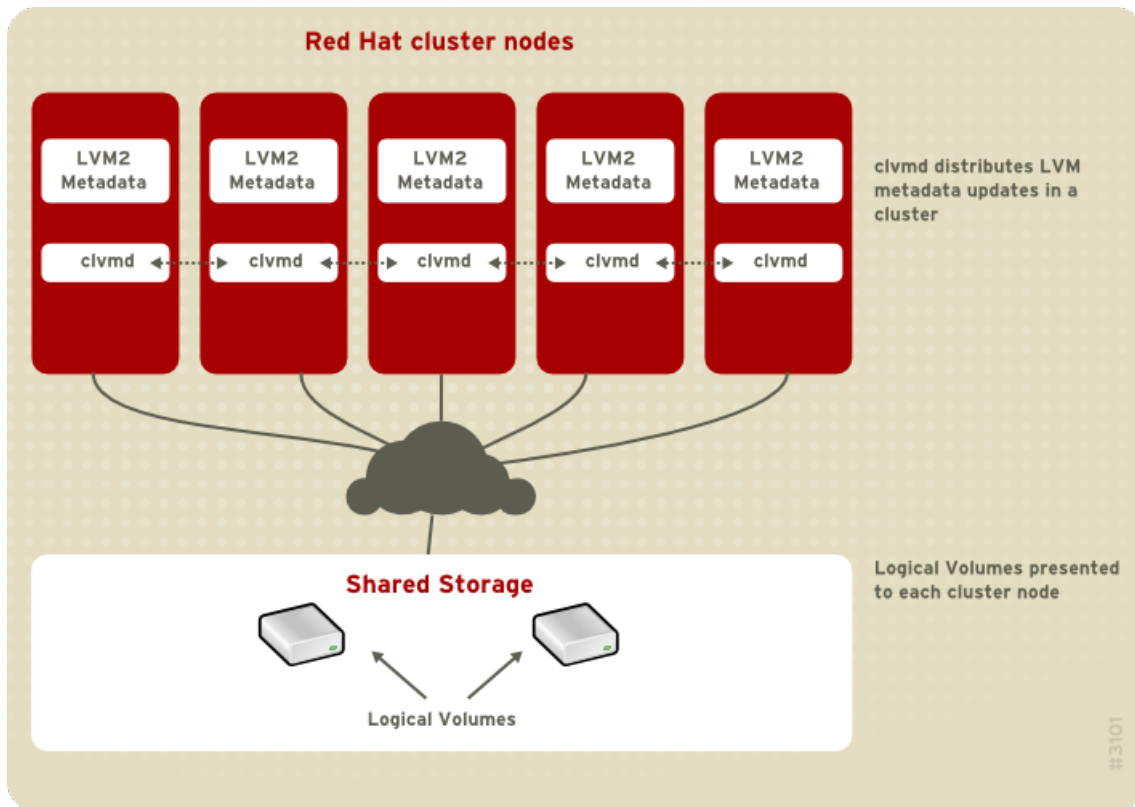 Red Hat cluster nodes
LVM2
Metadata
LVM2
Metadata
LVM2
Metadata
LVM2
Metadata
LVM2
Metadata
clvmd distributes LVM
metadata updates in a
cluster
clvmd
clvmd
clvmd
clvmd
clvmd
Shared Storage
Logical Volumes presented
to each cluster node
Logical Volumes
#3101